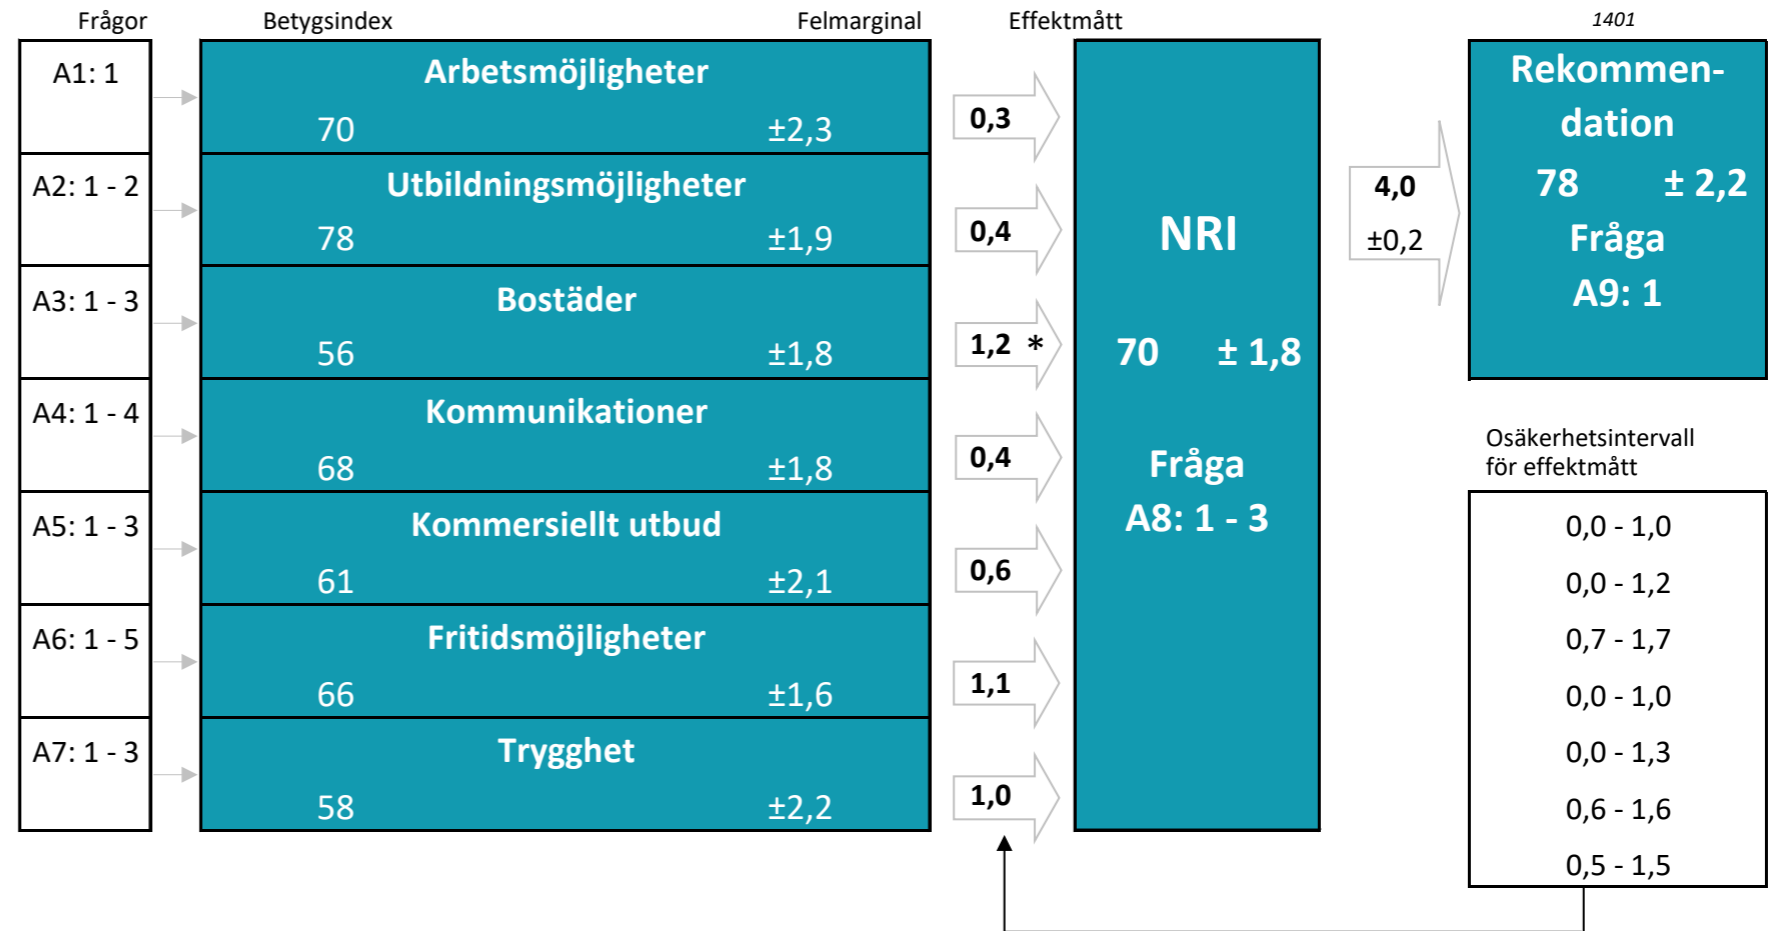 Frågor Betygsindex Felmarginal Effektmått 1401
A1: 1
Arbetsmöjligheter
70 ±2,3
0,3
A2: 1 - 2
Utbildningsmöjligheter
78 ±1,9
0,4
A3: 1 - 3
Bostäder
56 ±1,8
1,2 *
A4: 1 - 4
Kommunikationer
68 ±1,8
0,4
A5: 1 - 3
Kommersiellt utbud
61 ±2,1
0,6
A6: 1 - 5
Fritidsmöjligheter
66 ±1,6
1,1
A7: 1 - 3
Trygghet
58 ±2,2
1,0
NRI
70 ± 1,8
Fråga
A8: 1 - 3
4,0
±0,2
Rekommen-
dation
78 ± 2,2
Fråga
A9: 1
Osäkerhetsintervall
för effektmått
0,0 - 1,0
0,0 - 1,2
0,7 - 1,7
0,0 - 1,0
0,0 - 1,3
0,6 - 1,6
0,5 - 1,5